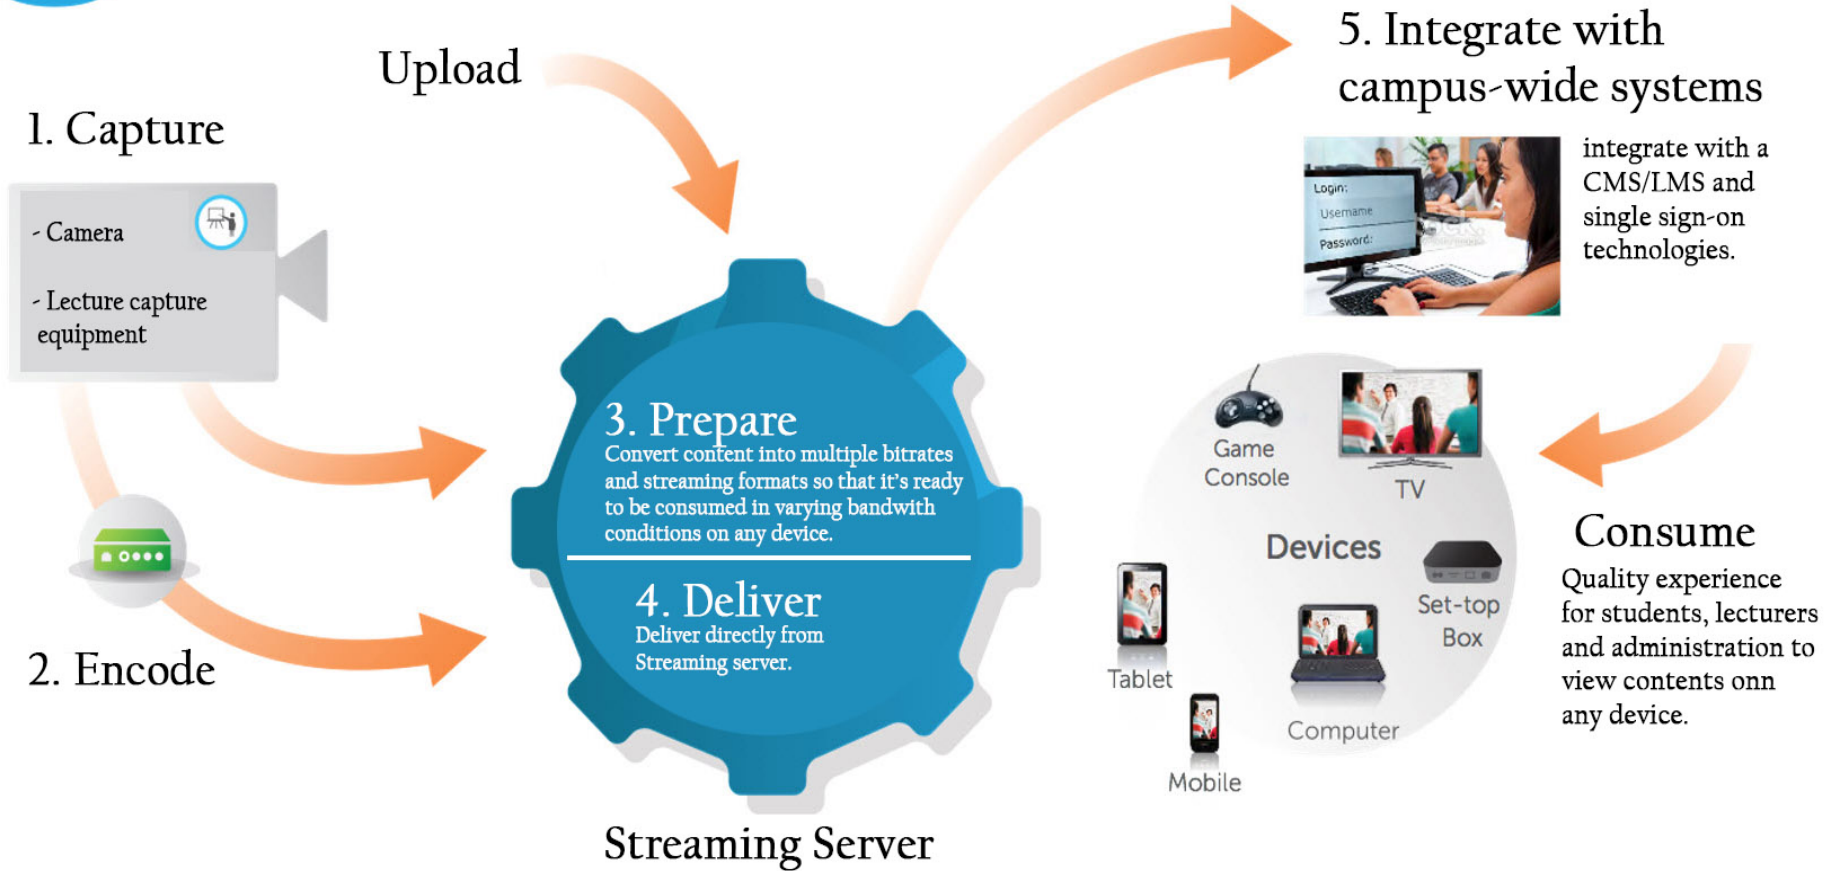 Upload
1. Capture
- Camera
- Lecture capture
equipment
2. Encode
3. Prepare
Convert content into multiple bitrates
and streaming formats so that it's ready
to be consumed in varying bandwith
conditions on any device.
4. Deliver
Deliver directly from
Streaming server.
Streaming Server
5. Integrate with
campus-wide systems
Login:
Username
Password:
integrate with a
CMS/LMS and
single sign-on
technologies.
Game
Console
TV
Devices
Set-top
Box
Tablet
Computer
Mobile
Consume
Quality experience
for students, lecturers
and administration to
view contents onn
any device.